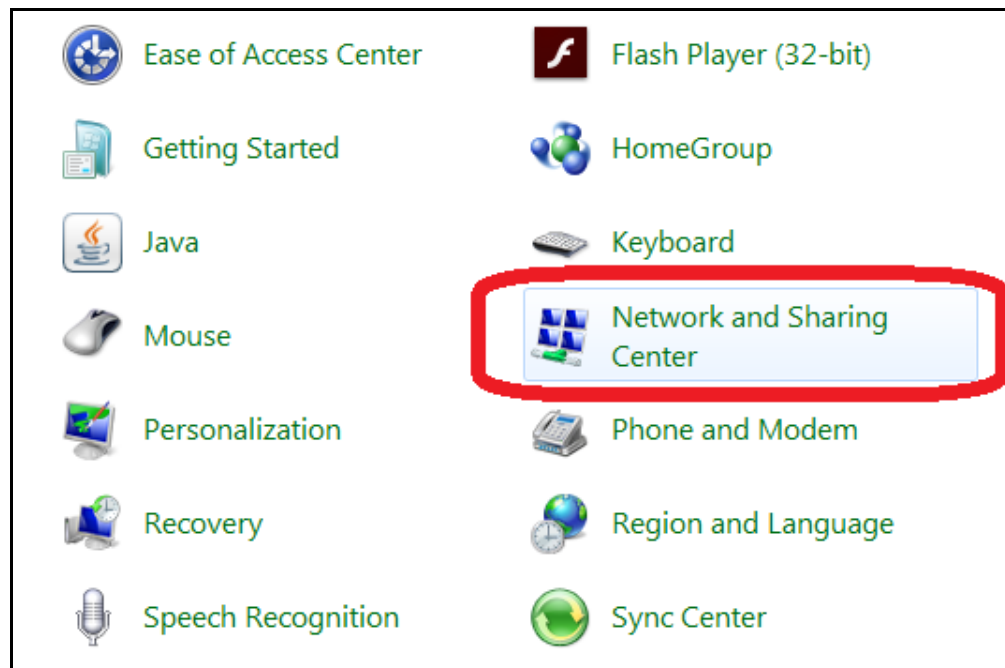 Ease of Access Center
Flash Player (32-bit)
Getting Started
HomeGroup
Java
Keyboard
Mouse
Network and Sharing
Center
Personalization
Phone and Modem
Recovery
Region and Language
Speech Recognition
Sync Center